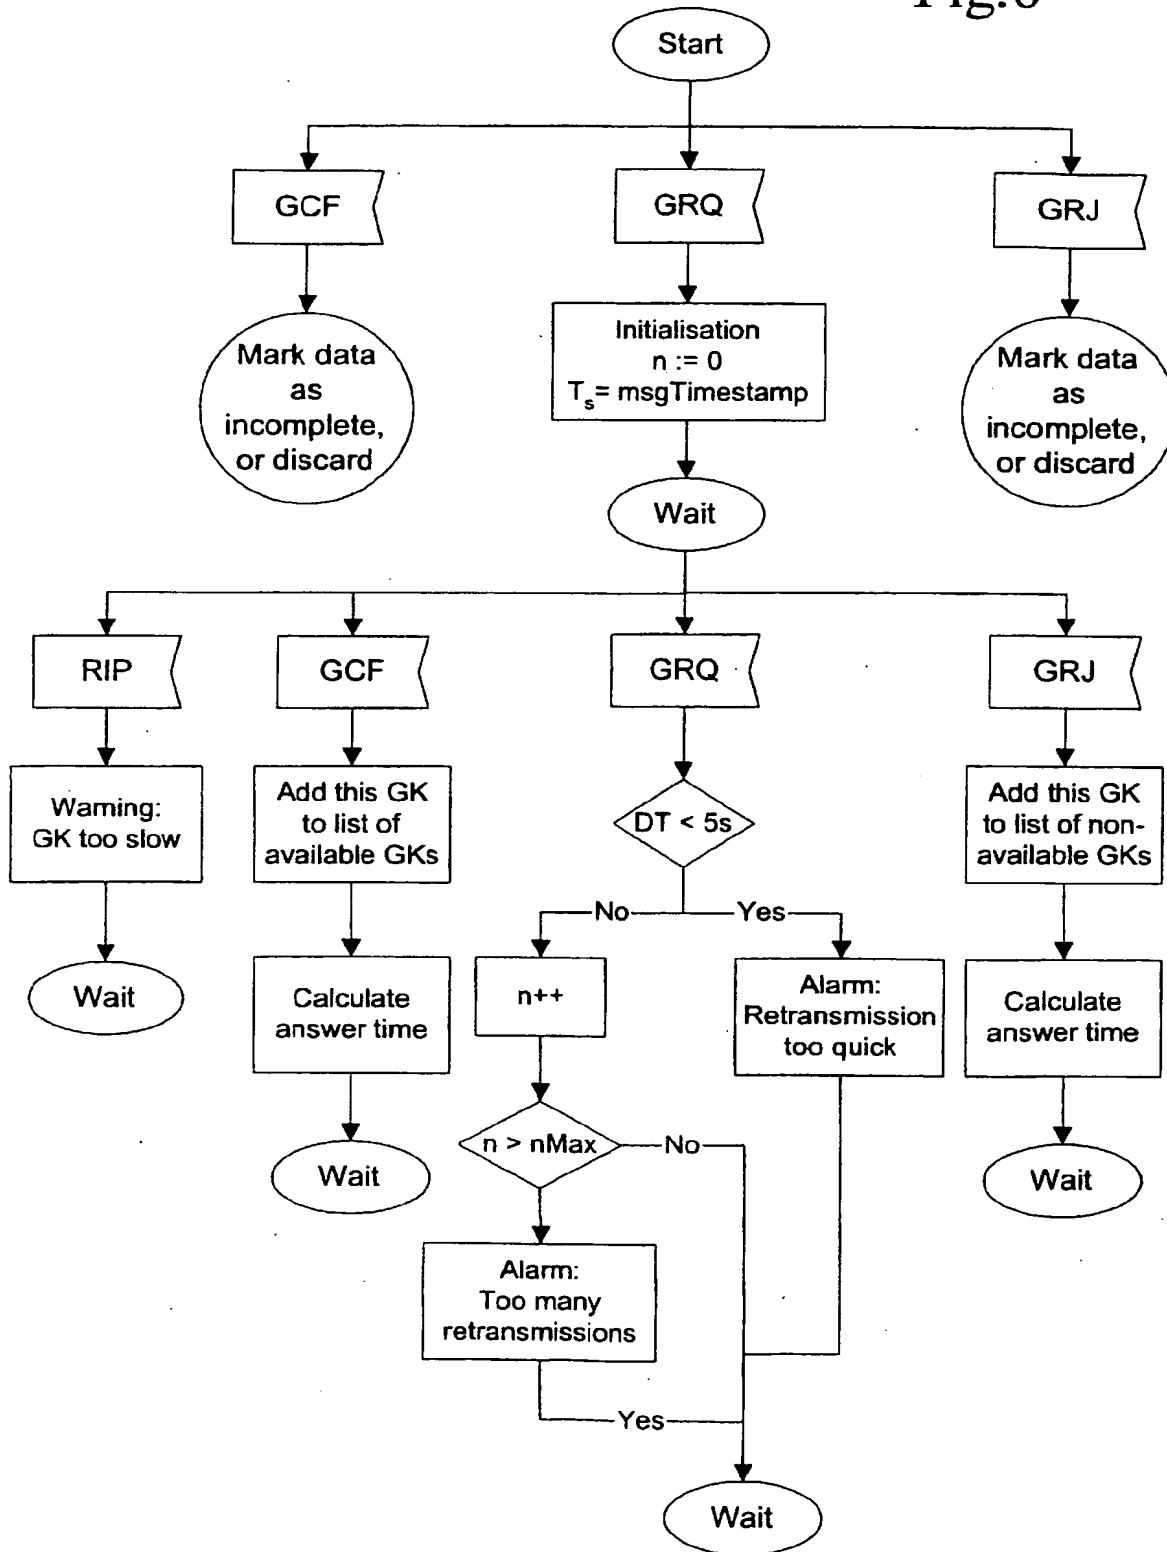 Fig.6
Start
GCF
GRQ
GRJ
Mark data
as
incomplete,
or discard
Initialisation
n := 0
Ts= msgTimestamp
Mark data
as
incomplete,
or discard
Wait
RIP
GCF
GRQ
GRJ
Warning:
GK too slow
Add this GK
to list of
available GKs
DT < 5s
Add this GK
to list of non-
available GKs
No
Yes
Wait
Calculate
answer time
n++
Alarm:
Retransmission
too quick
Calculate
answer time
Wait
n > nMax
No
Wait
Alarm:
Too many
retransmissions
Yes
Wait